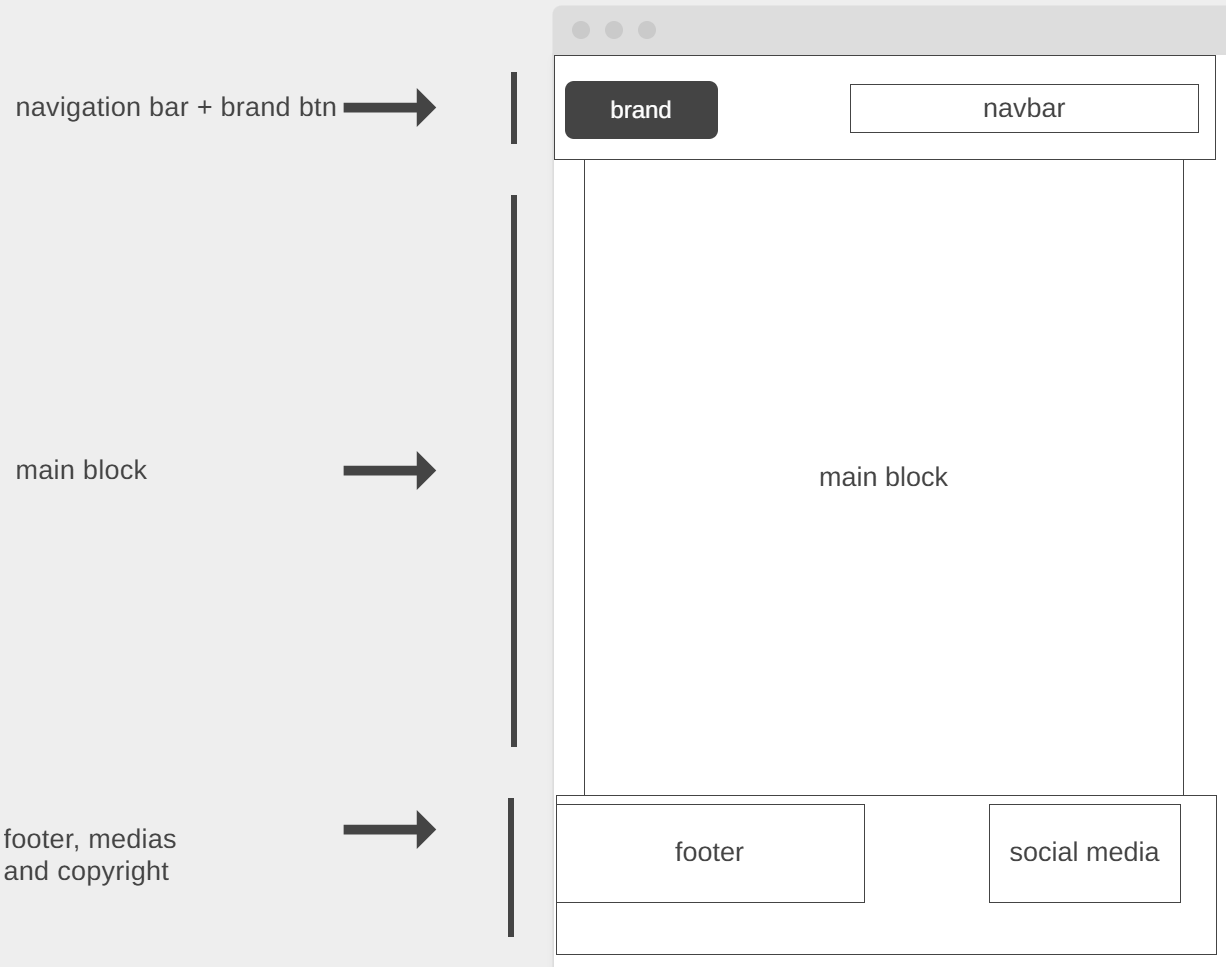 navigation bar + brand btn
brand
navbar
main block
main block
footer, medias
and copyright
footer
social media